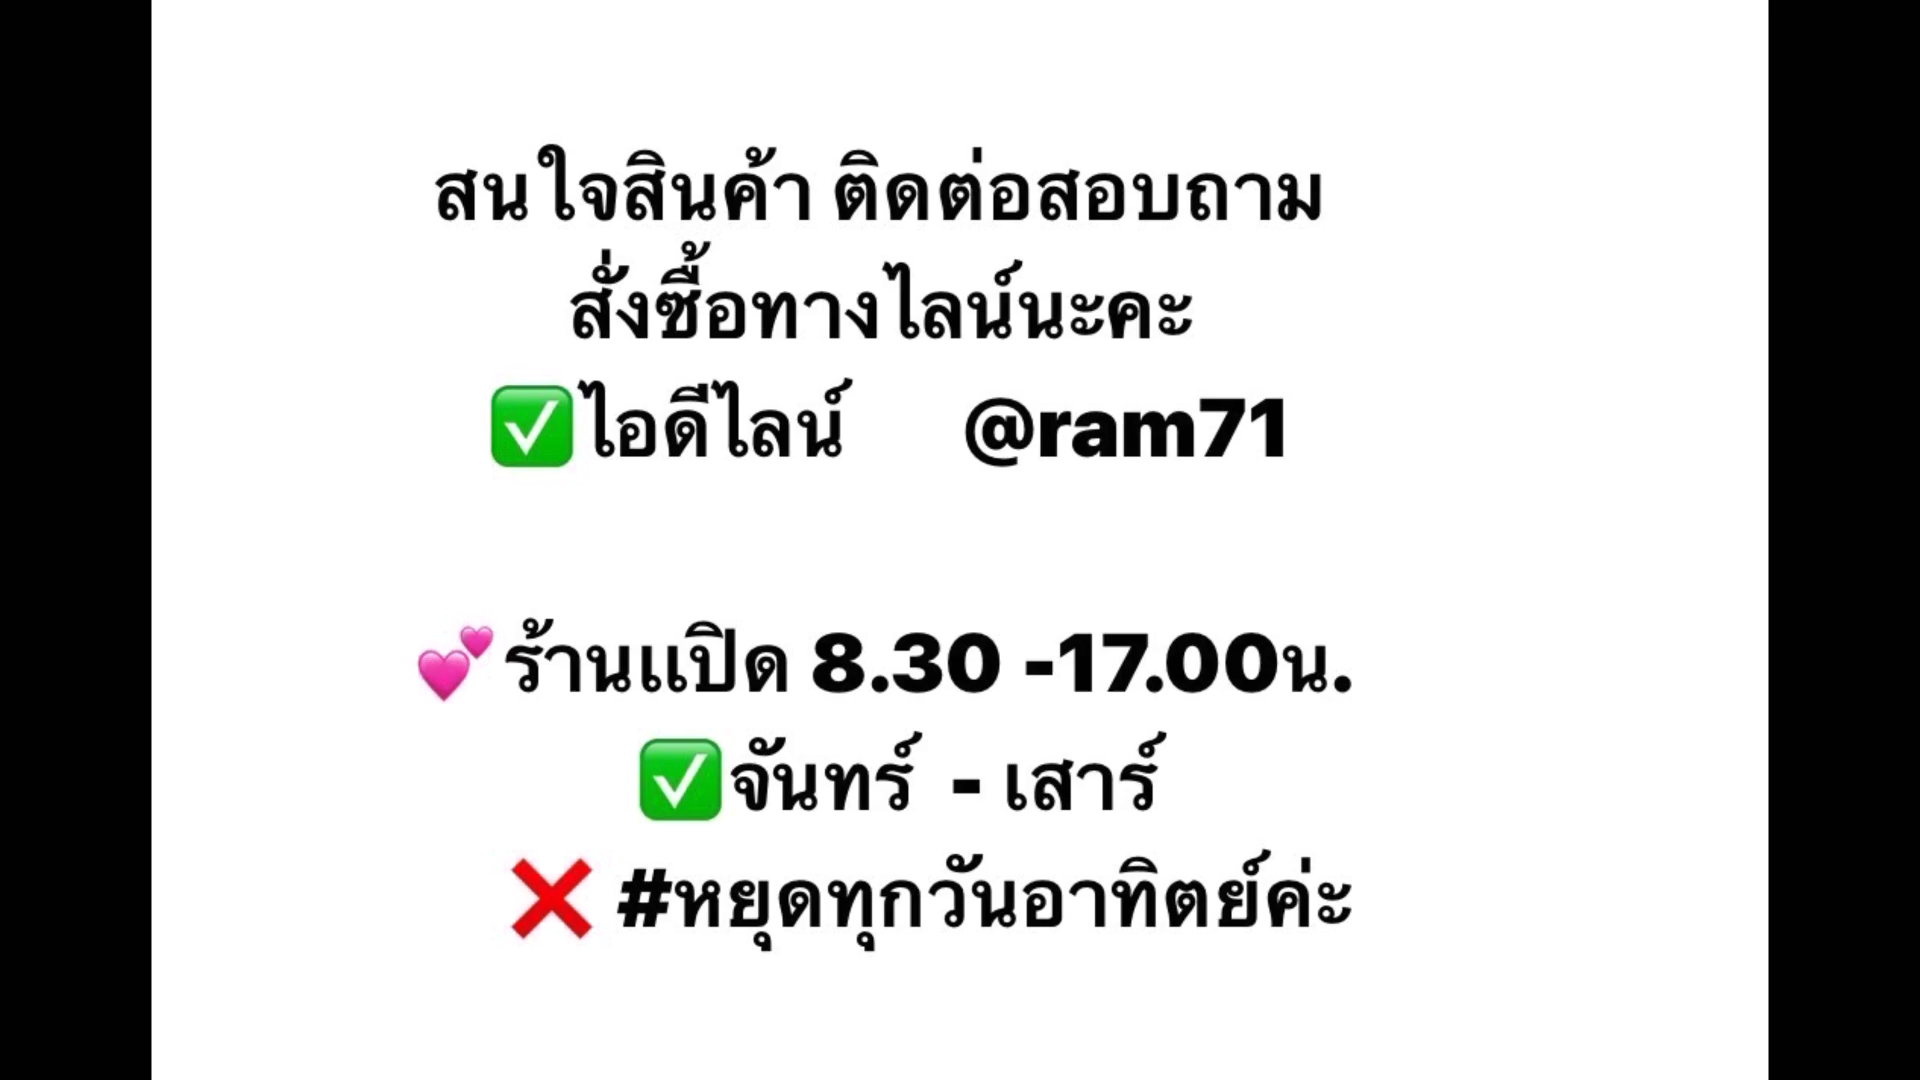 สนใจสินค้า ติดต่อสอบถาม
สั่งซื้อทางไลน์นะคะ
✅ไอดีไลน์ @ram71
💕ร้านเเปิด 8.30 -17.00น.
✅จันทร์ - เสาร์
❌ #หยุดทุกวันอาทิตย์ค่ะ